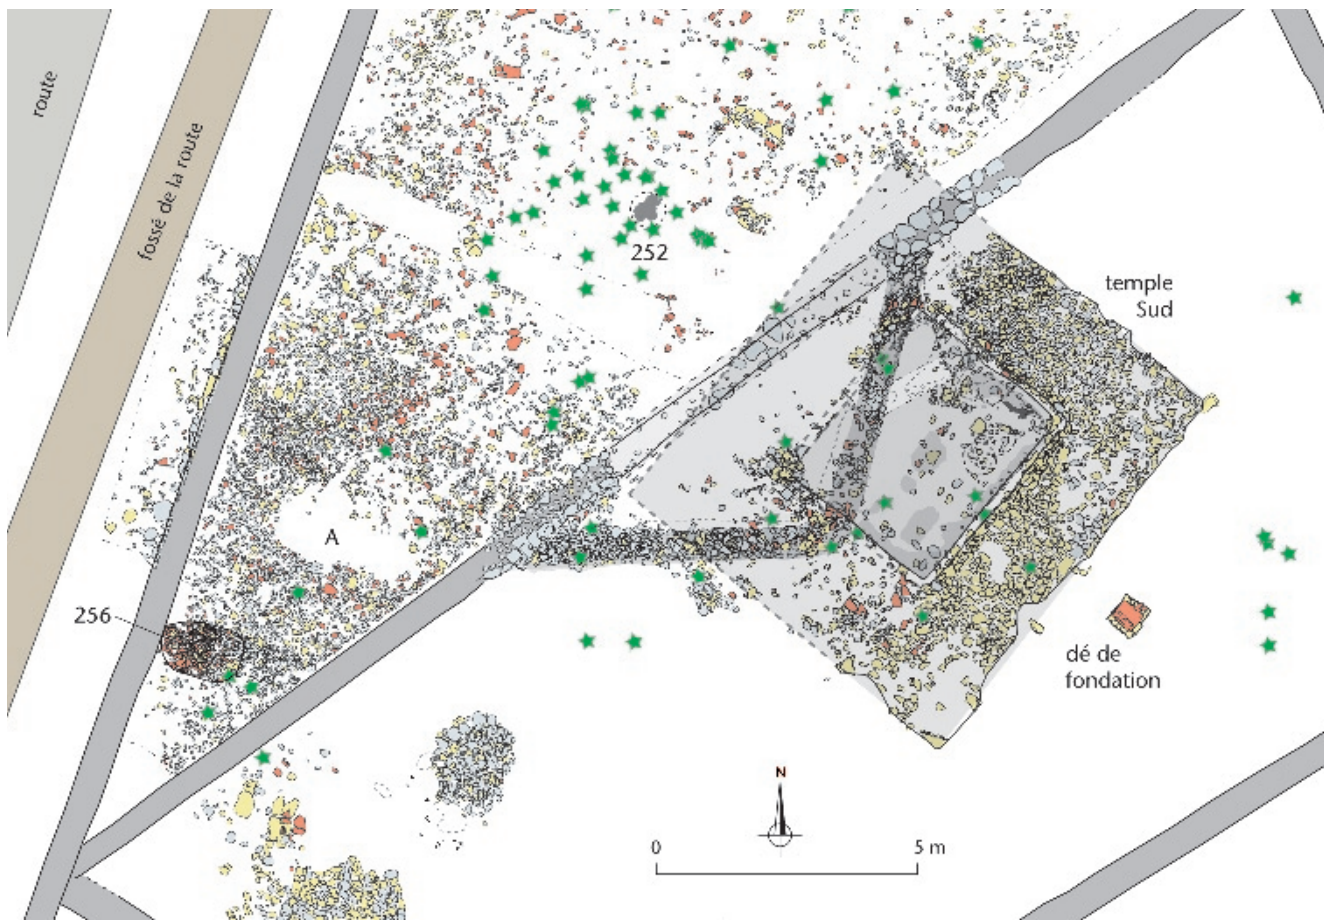 route
fossé de la route
252
temple
Sud
A
256
dé de
fondation
N
0
5 m